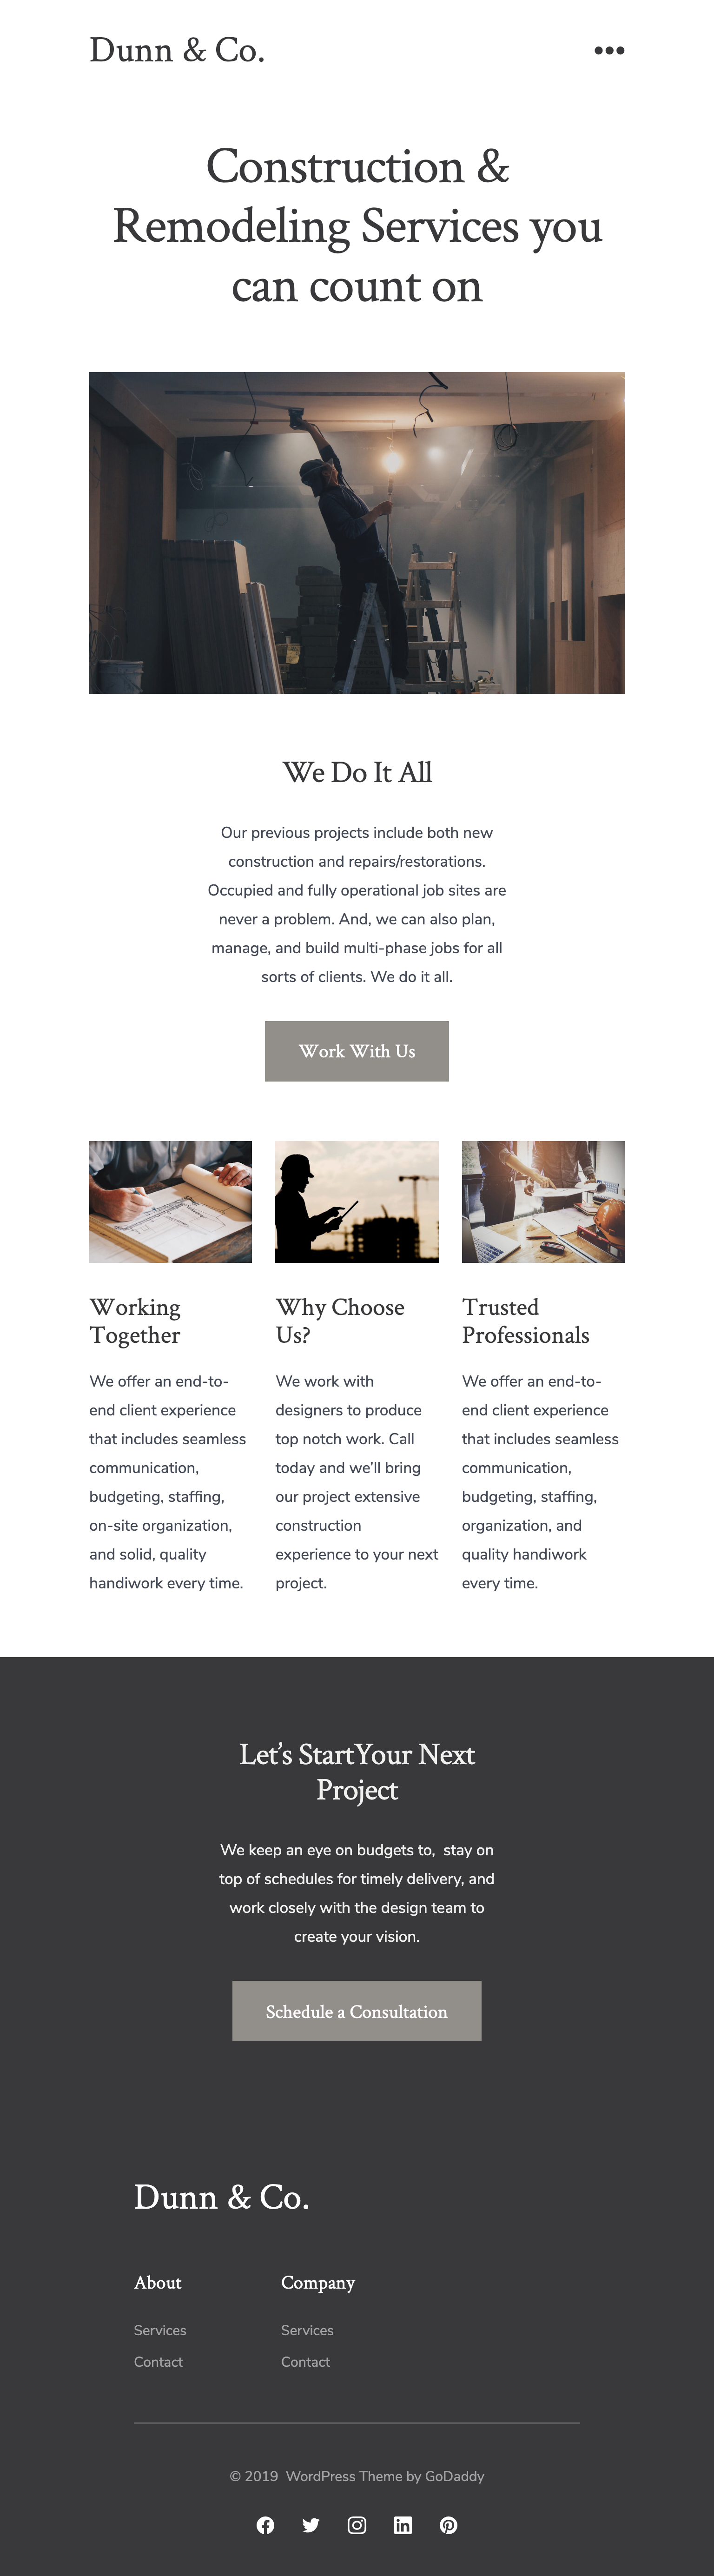 Dunn & Co.
Construction &
Remodeling Services you
can count on
We Do It All
Our previous projects include both new
construction and repairs/restorations.
Occupied and fully operational job sites are
never a problem. And, we can also plan,
manage, and build multi-phase jobs for all
sorts of clients. We do it all.
Work With Us
Working
Together
We offer an end-to-
end client experience
that includes seamless
communication,
budgeting, staffing,
on-site organization,
and solid, quality
handiwork every time.
Why Choose
Us?
We work with
designers to produce
top notch work. Call
today and we’ll bring
our project extensive
construction
experience to your next
project.
Trusted
Professionals
We offer an end-to-
end client experience
that includes seamless
communication,
budgeting, staffing,
organization, and
quality handiwork
every time.
Let’s StartYour Next
Project
We keep an eye on budgets to,  stay on
top of schedules for timely delivery, and
work closely with the design team to
create your vision.
Schedule a Consultation
Dunn & Co.
About
Services
Contact
Company
Services
Contact
© 2019  WordPress Theme by GoDaddy